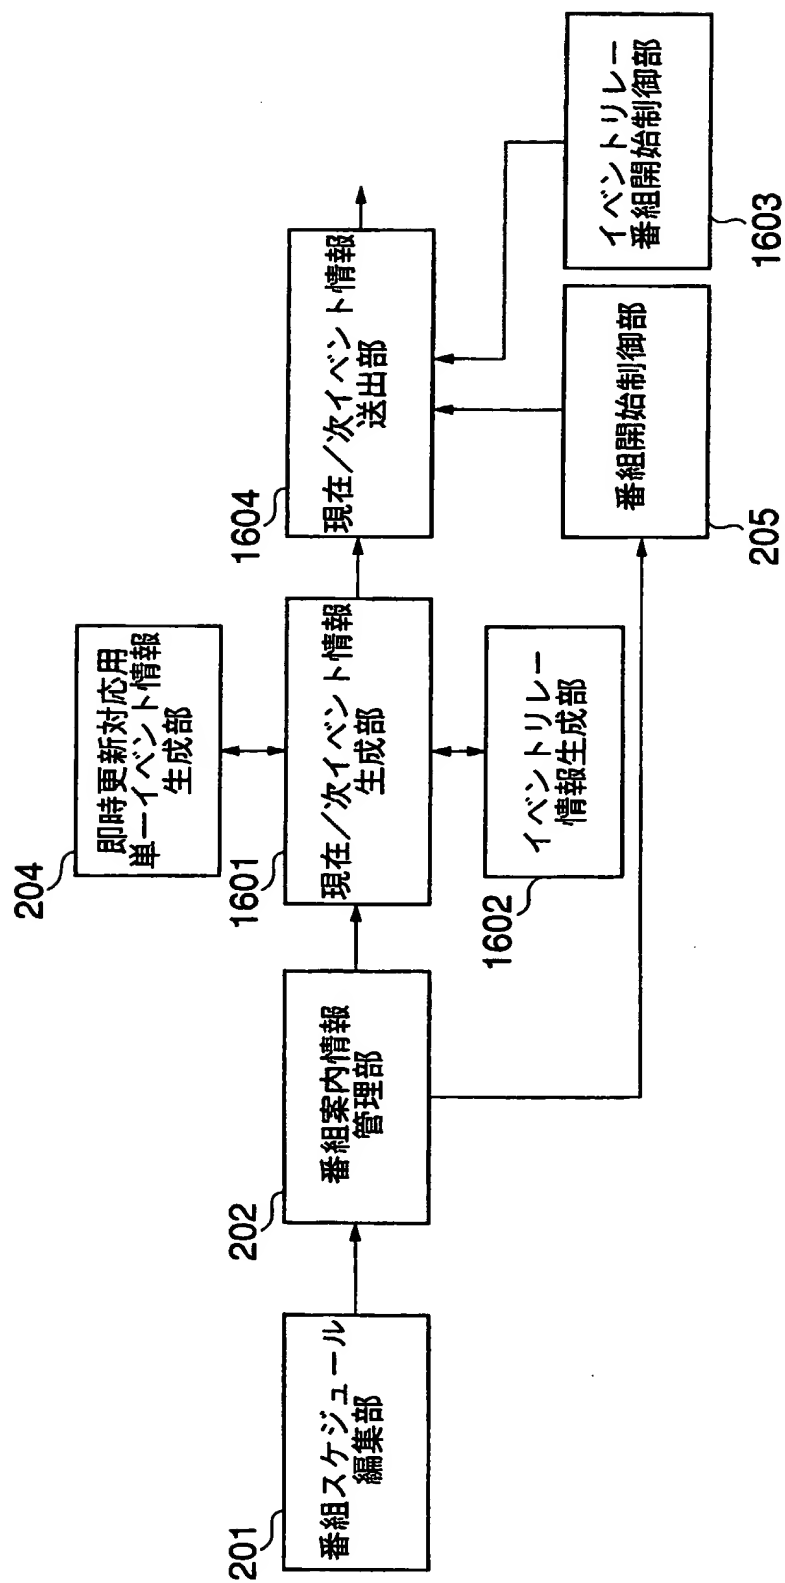 201
番組スケジュール
編集部
202
番組案内情報
管理部
204
即時更新対応用
単一イベント情報
生成部
1601
現在／次イベント情報
生成部
1602
イベントリレー
情報生成部
1604
現在／次イベント情報
送出部
205
番組開始制御部
1603
イベントリレー
番組開始制御部